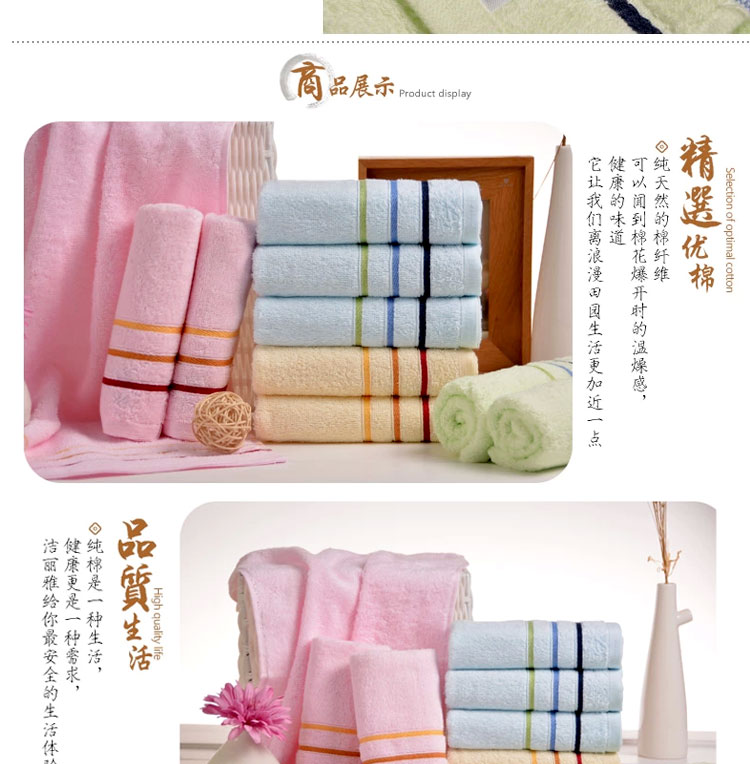 商品展示 Product display
精選优棉
Selection of optimal cotton
纯天然的棉纤维
可以闻到棉花爆开时的温燥感，
健康的味道
它让我们离浪漫田园生活更加近一点
品質生活
High quality life
纯棉是一种生活，
健康更是一种需求，
洁丽雅给你最安全的生活体验